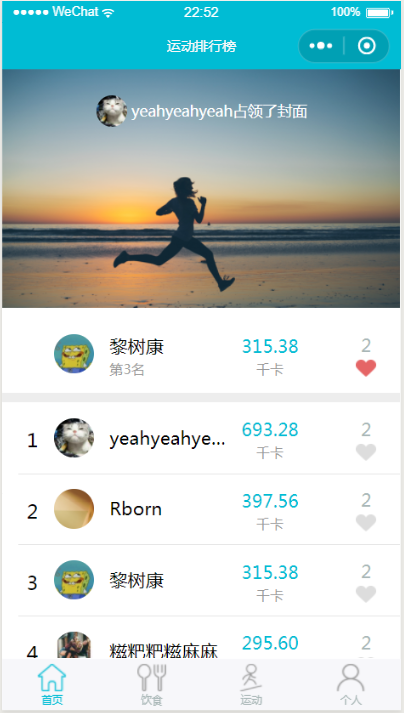 WeChat 22:52 100%
运动排行榜
yeahyeahyeah占领了封面
黎树康 315.38 2
第3名 千卡
1 yeahyeahye... 693.28 2
千卡
2 Rborn 397.56 2
千卡
3 黎树康 315.38 2
千卡
4 糍粑粑糍麻麻 295.60 2
首页 饮食 运动 个人